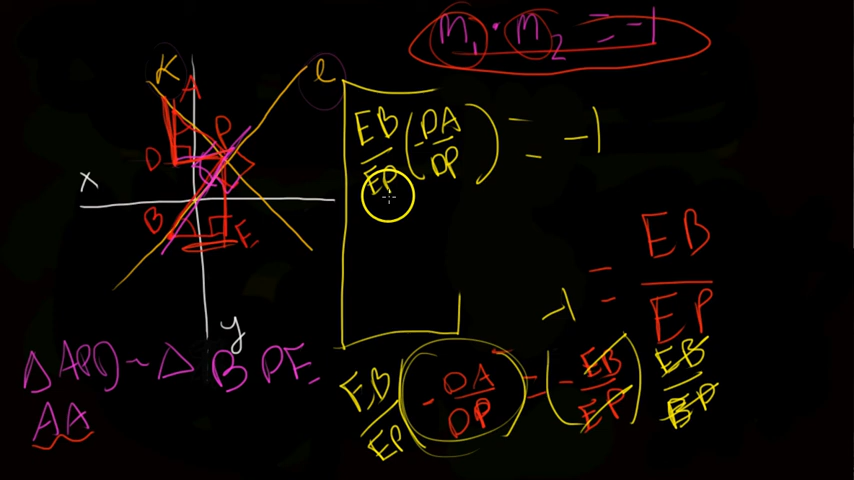 m₁ · m₂ = -1
K
A
l
P
D
x
B
E
y
EB/EP (-DA/DP) = -1
-1 = EB/EP
△APD ~ △BPE
AA
EB/EP (-DA/DP) = (-EB/EP) EB/BP